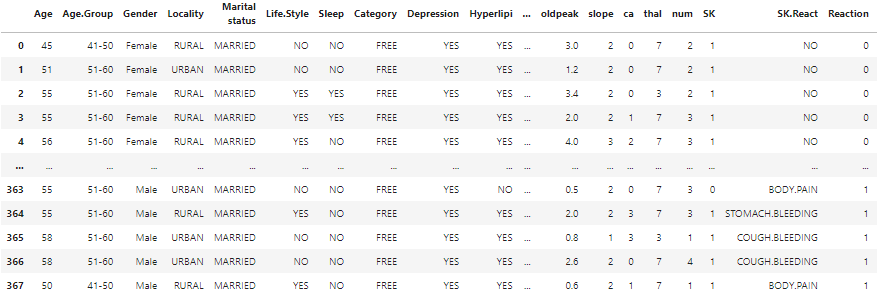 Age Age.Group Gender Locality Marital status Life.Style Sleep Category Depression Hyperlipi ... oldpeak slope ca thal num SK SK.React Reaction
0 45 41-50 Female RURAL MARRIED NO NO FREE YES YES ... 3.0 2 0 7 2 1 NO 0
1 51 51-60 Female URBAN MARRIED NO NO FREE YES YES ... 1.2 2 0 7 2 1 NO 0
2 55 51-60 Female RURAL MARRIED YES YES FREE YES YES ... 3.4 2 0 3 2 1 NO 0
3 55 51-60 Female RURAL MARRIED YES YES FREE YES YES ... 2.0 2 1 7 3 1 NO 0
4 56 51-60 Female RURAL MARRIED YES NO FREE YES YES ... 4.0 3 2 7 3 1 NO 0
... ... ... ... ... ... ... ... ... ... ... ... ... ... ... ... ... ... ... ...
363 55 51-60 Male URBAN MARRIED NO NO FREE YES NO ... 0.5 2 0 7 3 0 BODY.PAIN 1
364 55 51-60 Male RURAL MARRIED YES NO FREE YES YES ... 2.0 2 3 7 3 1 STOMACH.BLEEDING 1
365 58 51-60 Male URBAN MARRIED NO NO FREE YES YES ... 0.8 1 3 3 1 1 COUGH.BLEEDING 1
366 58 51-60 Male URBAN MARRIED NO NO FREE YES YES ... 2.6 2 0 7 4 1 COUGH.BLEEDING 1
367 50 41-50 Male RURAL MARRIED YES NO FREE YES YES ... 0.6 2 1 7 1 1 BODY.PAIN 1